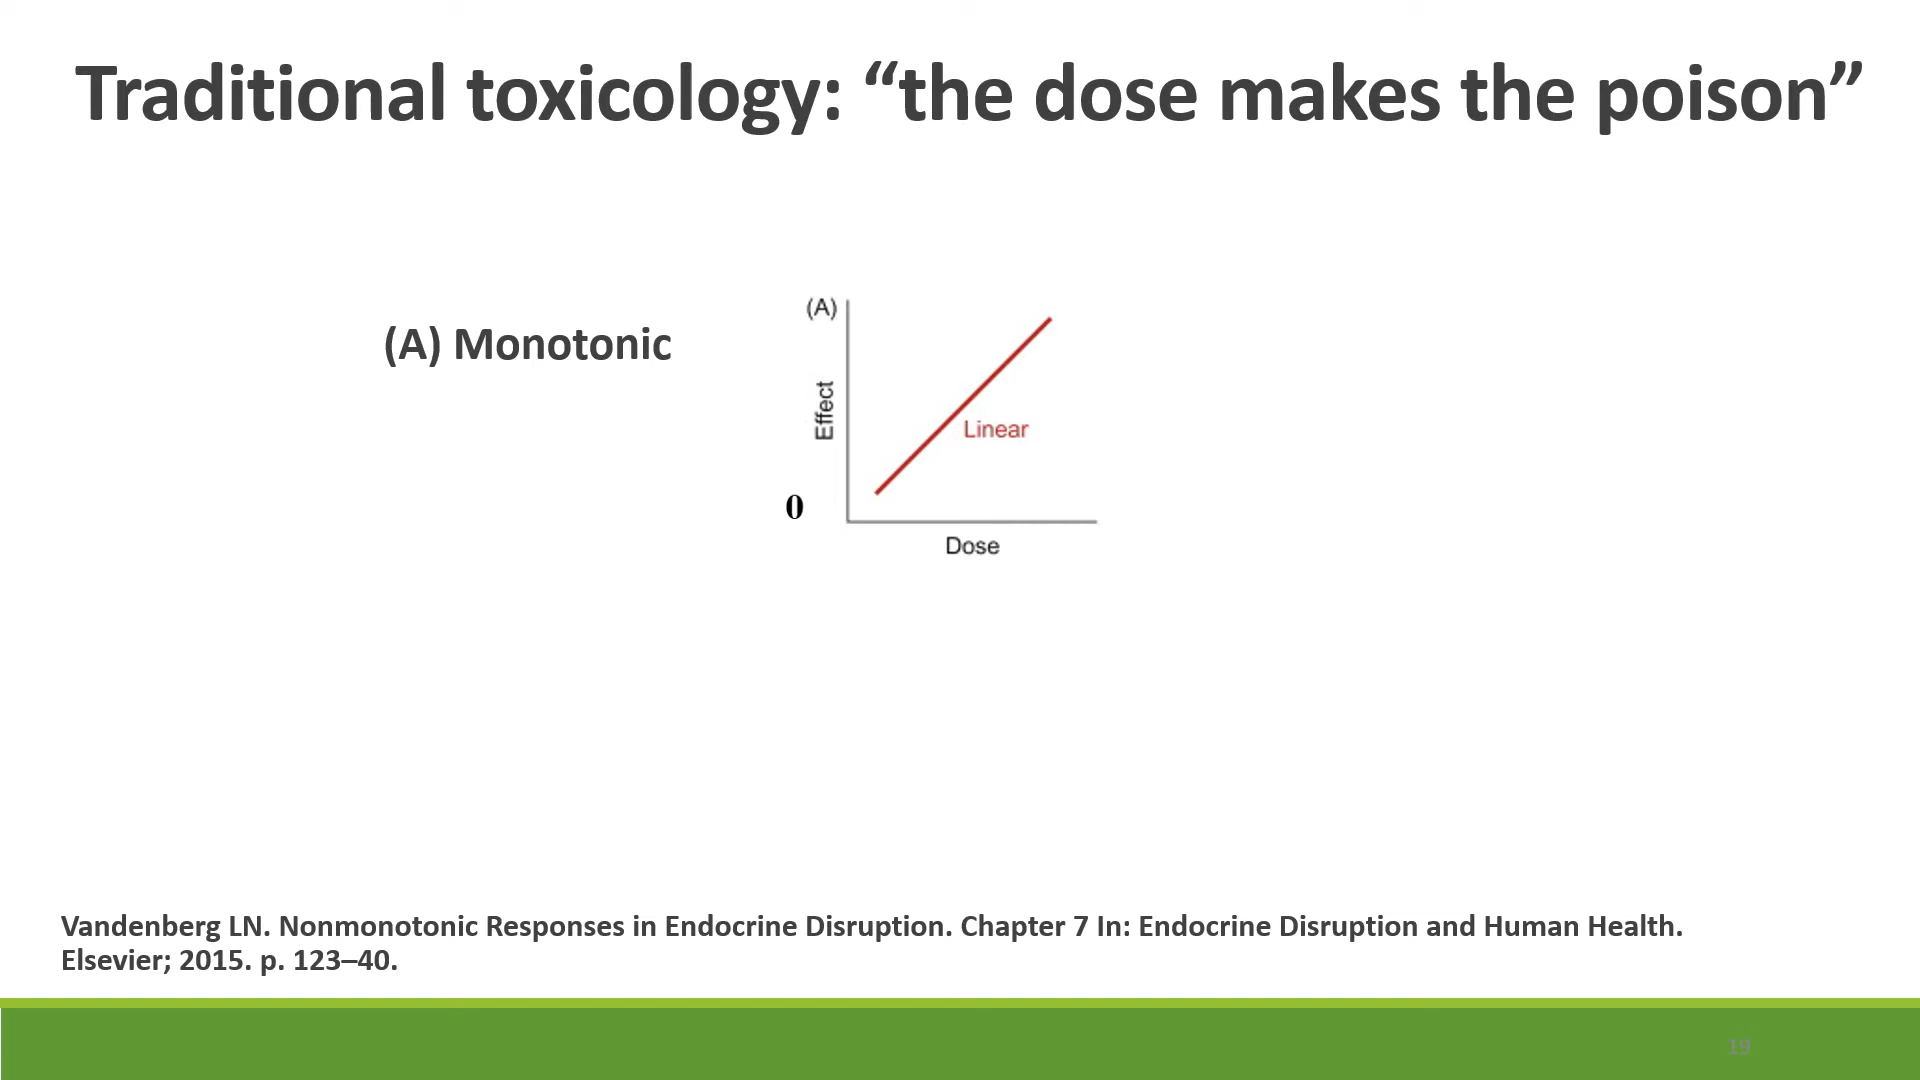 Traditional toxicology: “the dose makes the poison”
(A) Monotonic
(A)
Effect
Linear
0
Dose
Vandenberg LN. Nonmonotonic Responses in Endocrine Disruption. Chapter 7 In: Endocrine Disruption and Human Health.
Elsevier; 2015. p. 123–40.
19